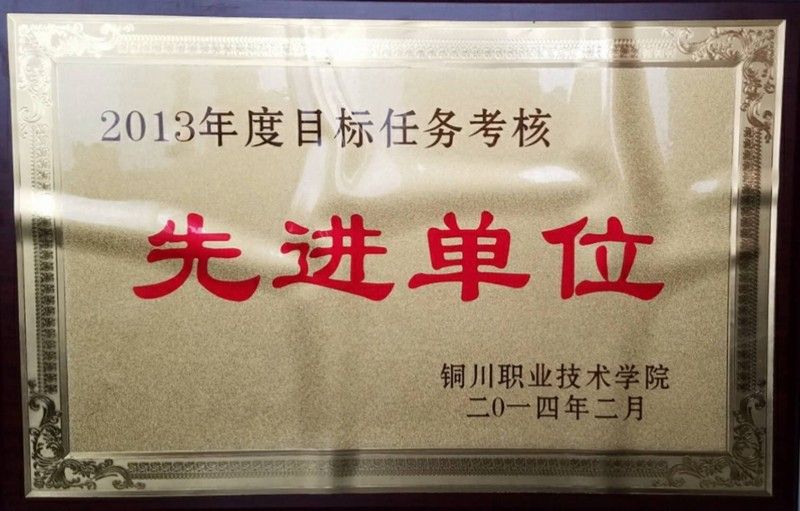 2013年度目标任务考核
先进单位
铜川职业技术学院
二0一四年二月